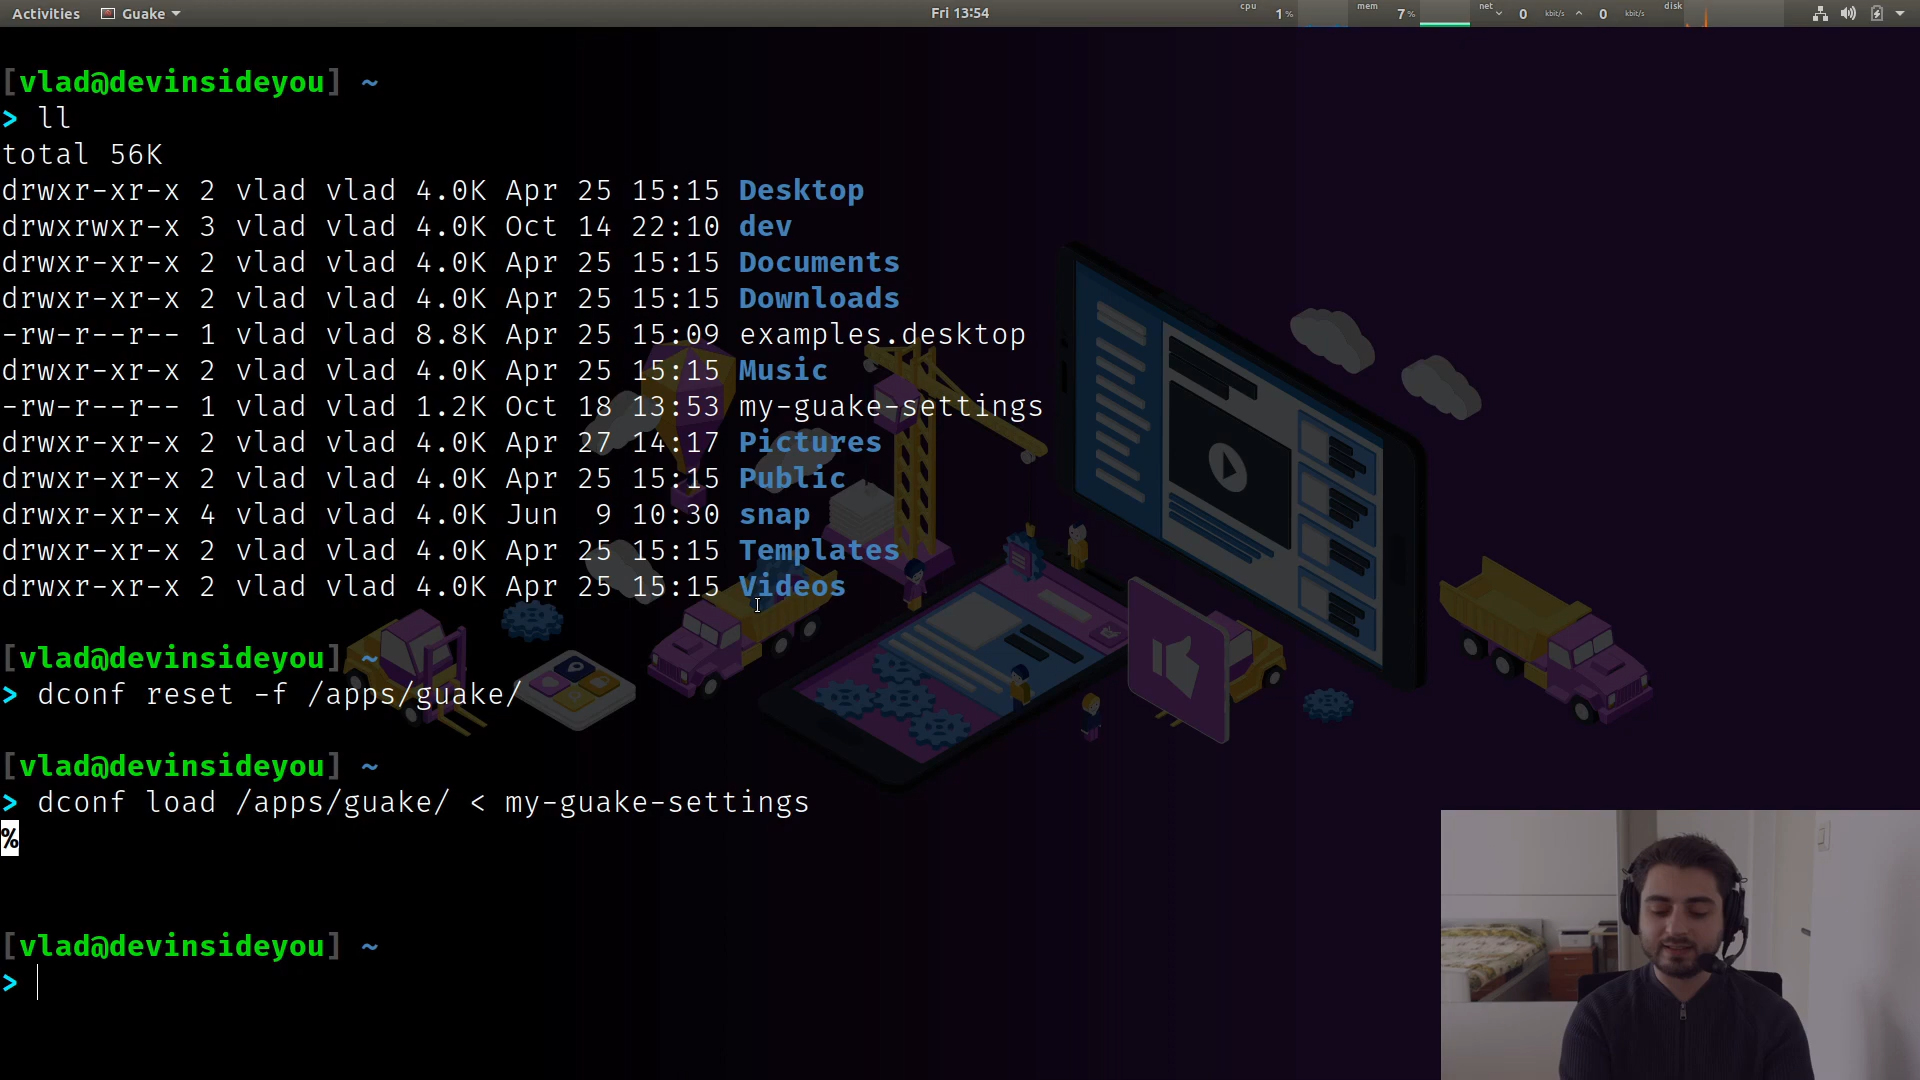 Activities Guake Fri 13:54 cpu 1% mem 7% net 0 kbit/s 0 kbit/s disk
[vlad@devinsideyou] ~
> ll
total 56K
drwxr-xr-x 2 vlad vlad 4.0K Apr 25 15:15 Desktop
drwxrwxr-x 3 vlad vlad 4.0K Oct 14 22:10 dev
drwxr-xr-x 2 vlad vlad 4.0K Apr 25 15:15 Documents
drwxr-xr-x 2 vlad vlad 4.0K Apr 25 15:15 Downloads
-rw-r--r-- 1 vlad vlad 8.8K Apr 25 15:09 examples.desktop
drwxr-xr-x 2 vlad vlad 4.0K Apr 25 15:15 Music
-rw-r--r-- 1 vlad vlad 1.2K Oct 18 13:53 my-guake-settings
drwxr-xr-x 2 vlad vlad 4.0K Apr 27 14:17 Pictures
drwxr-xr-x 2 vlad vlad 4.0K Apr 25 15:15 Public
drwxr-xr-x 4 vlad vlad 4.0K Jun  9 10:30 snap
drwxr-xr-x 2 vlad vlad 4.0K Apr 25 15:15 Templates
drwxr-xr-x 2 vlad vlad 4.0K Apr 25 15:15 Videos
[vlad@devinsideyou] ~
> dconf reset -f /apps/guake/
[vlad@devinsideyou] ~
> dconf load /apps/guake/ < my-guake-settings
%
[vlad@devinsideyou] ~
>